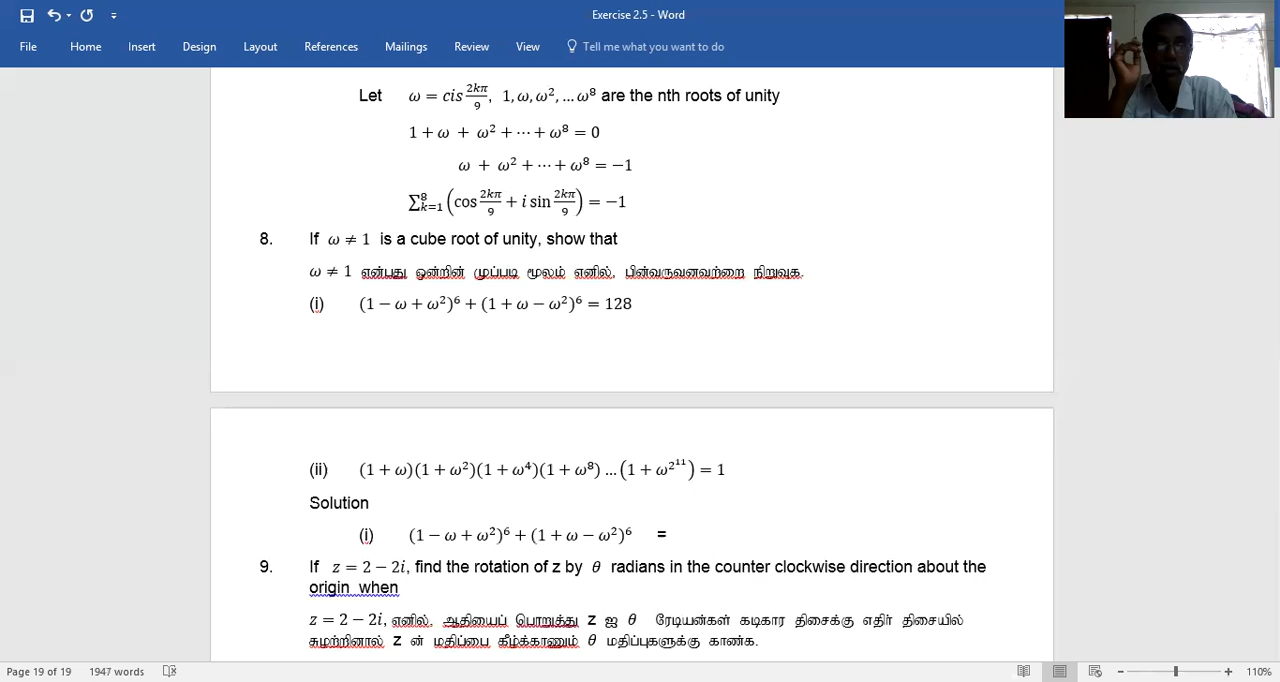 Exercise 2.5 - Word
File Home Insert Design Layout References Mailings Review View Tell me what you want to do
Let ω = cis 2kπ/9, 1, ω, ω², … ω⁸ are the nth roots of unity
1 + ω + ω² + ⋯ + ω⁸ = 0
ω + ω² + ⋯ + ω⁸ = −1
∑⁸ₖ₌₁ (cos 2kπ/9 + i sin 2kπ/9) = −1
8. If ω ≠ 1 is a cube root of unity, show that
ω ≠ 1 என்பது ஒன்றின் முப்படி மூலம் எனில், பின்வருவனவற்றை நிறுவுக.
(i) (1 − ω + ω²)⁶ + (1 + ω − ω²)⁶ = 128
(ii) (1 + ω)(1 + ω²)(1 + ω⁴)(1 + ω⁸) … (1 + ω^2^11) = 1
Solution
(i) (1 − ω + ω²)⁶ + (1 + ω − ω²)⁶ =
9. If z = 2 − 2i, find the rotation of z by θ radians in the counter clockwise direction about the
origin when
z = 2 − 2i, எனில், ஆதியைப் பொறுத்து z ஐ θ ரேடியன்கள் கடிகார திசைக்கு எதிர் திசையில்
சுழற்றினால் z ன் மதிப்பை கீழ்க்காணும் θ மதிப்புகளுக்கு காண்க.
Page 19 of 19 1947 words 110%